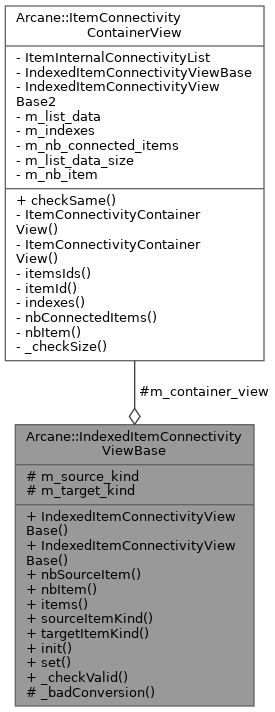 Arcane::ItemConnectivity
ContainerView
- ItemInternalConnectivityList
- IndexedItemConnectivityViewBase
- IndexedItemConnectivityView
Base2
- m_list_data
- m_indexes
- m_nb_connected_items
- m_list_data_size
- m_nb_item
+ checkSame()
- ItemConnectivityContainer
View()
- ItemConnectivityContainer
View()
- itemsIds()
- itemId()
- indexes()
- nbConnectedItems()
- nbItem()
- _checkSize()
#m_container_view
Arcane::IndexedItemConnectivity
ViewBase
# m_source_kind
# m_target_kind
+ IndexedItemConnectivityView
Base()
+ IndexedItemConnectivityView
Base()
+ nbSourceItem()
+ nbItem()
+ items()
+ sourceItemKind()
+ targetItemKind()
+ init()
+ set()
+ _checkValid()
# _badConversion()